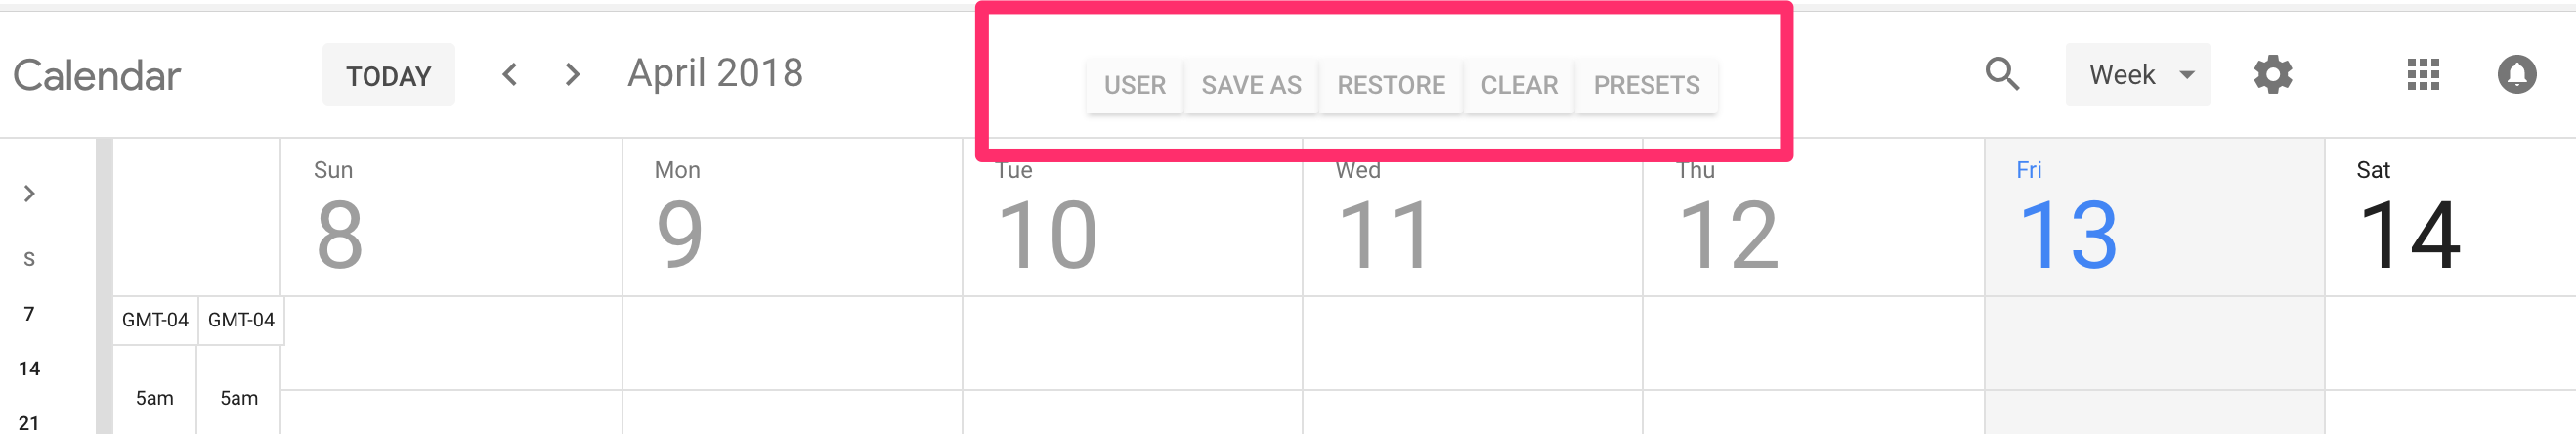 Calendar TODAY April 2018 USER SAVE AS RESTORE CLEAR PRESETS Week
Sun Mon Tue Wed Thu Fri Sat
8 9 10 11 12 13 14
S
7 GMT-04 GMT-04
14
5am 5am
21